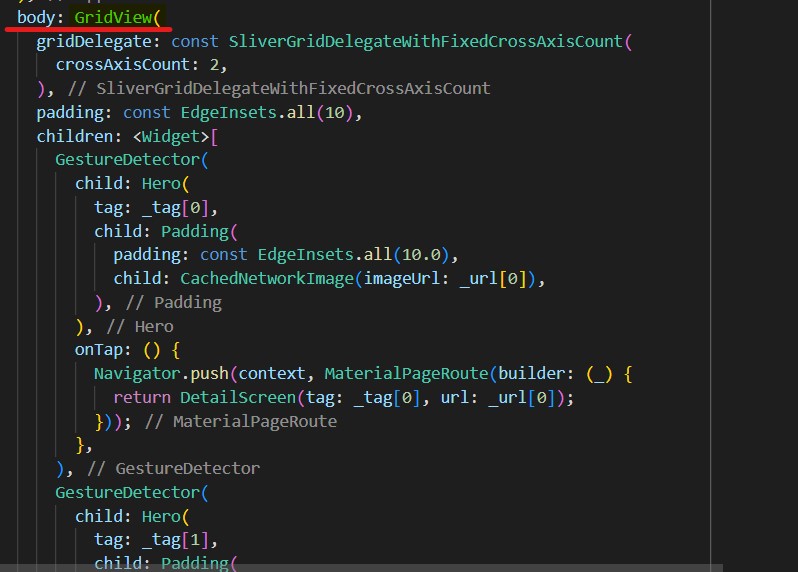 body: GridView(
gridDelegate: const SliverGridDelegateWithFixedCrossAxisCount(
crossAxisCount: 2,
), // SliverGridDelegateWithFixedCrossAxisCount
padding: const EdgeInsets.all(10),
children: <Widget>[
GestureDetector(
child: Hero(
tag: _tag[0],
child: Padding(
padding: const EdgeInsets.all(10.0),
child: CachedNetworkImage(imageUrl: _url[0]),
), // Padding
), // Hero
onTap: () {
Navigator.push(context, MaterialPageRoute(builder: (_) {
return DetailScreen(tag: _tag[0], url: _url[0]);
})); // MaterialPageRoute
},
), // GestureDetector
GestureDetector(
child: Hero(
tag: _tag[1],
child: Padding(